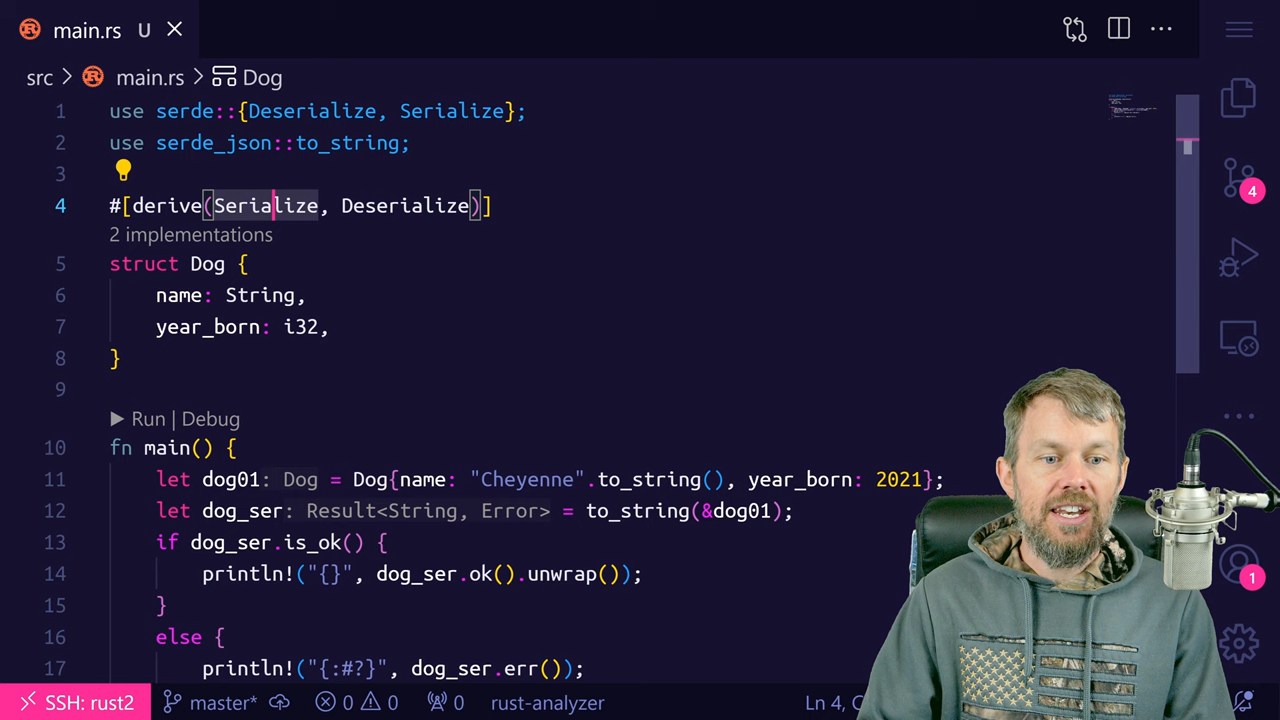 main.rs U
src > main.rs > Dog
1 use serde::{Deserialize, Serialize};
2 use serde_json::to_string;
3
4 #[derive(Serialize, Deserialize)]
2 implementations
5 struct Dog {
6 name: String,
7 year_born: i32,
8 }
9
Run | Debug
10 fn main() {
11 let dog01: Dog = Dog{name: "Cheyenne".to_string(), year_born: 2021};
12 let dog_ser: Result<String, Error> = to_string(&dog01);
13 if dog_ser.is_ok() {
14 println!("{}", dog_ser.ok().unwrap());
15 }
16 else {
17 println!("{:#?}", dog_ser.err());
4
1
SSH: rust2 master* 0 0 0 rust-analyzer Ln 4, C